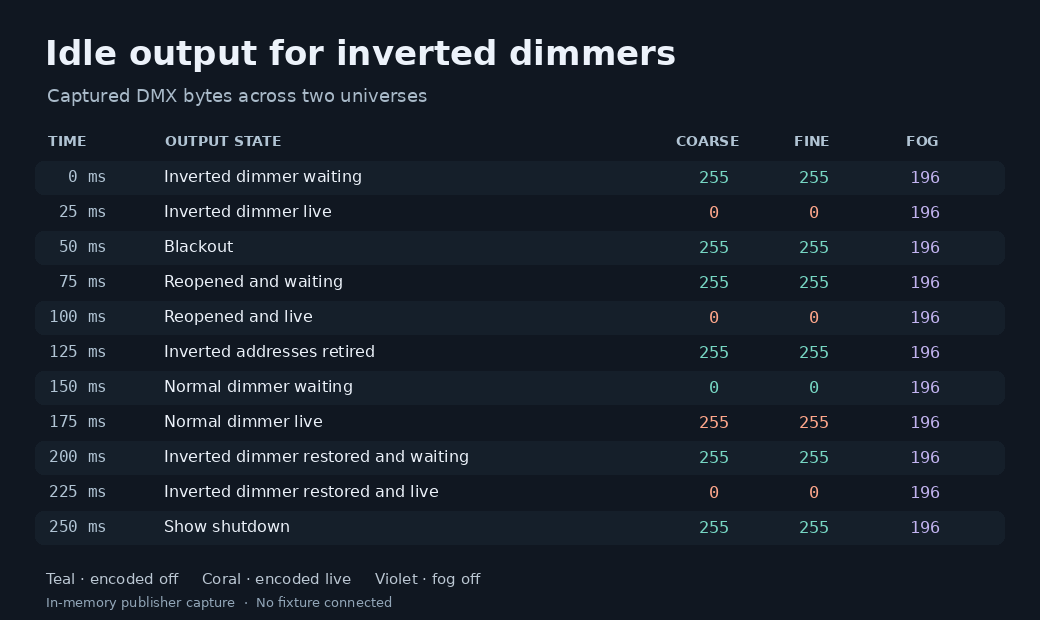 Idle output for inverted dimmers
Captured DMX bytes across two universes
TIME OUTPUT STATE COARSE FINE FOG
0 ms Inverted dimmer waiting 255 255 196
25 ms Inverted dimmer live 0 0 196
50 ms Blackout 255 255 196
75 ms Reopened and waiting 255 255 196
100 ms Reopened and live 0 0 196
125 ms Inverted addresses retired 255 255 196
150 ms Normal dimmer waiting 0 0 196
175 ms Normal dimmer live 255 255 196
200 ms Inverted dimmer restored and waiting 255 255 196
225 ms Inverted dimmer restored and live 0 0 196
250 ms Show shutdown 255 255 196
Teal · encoded off Coral · encoded live Violet · fog off
In-memory publisher capture · No fixture connected